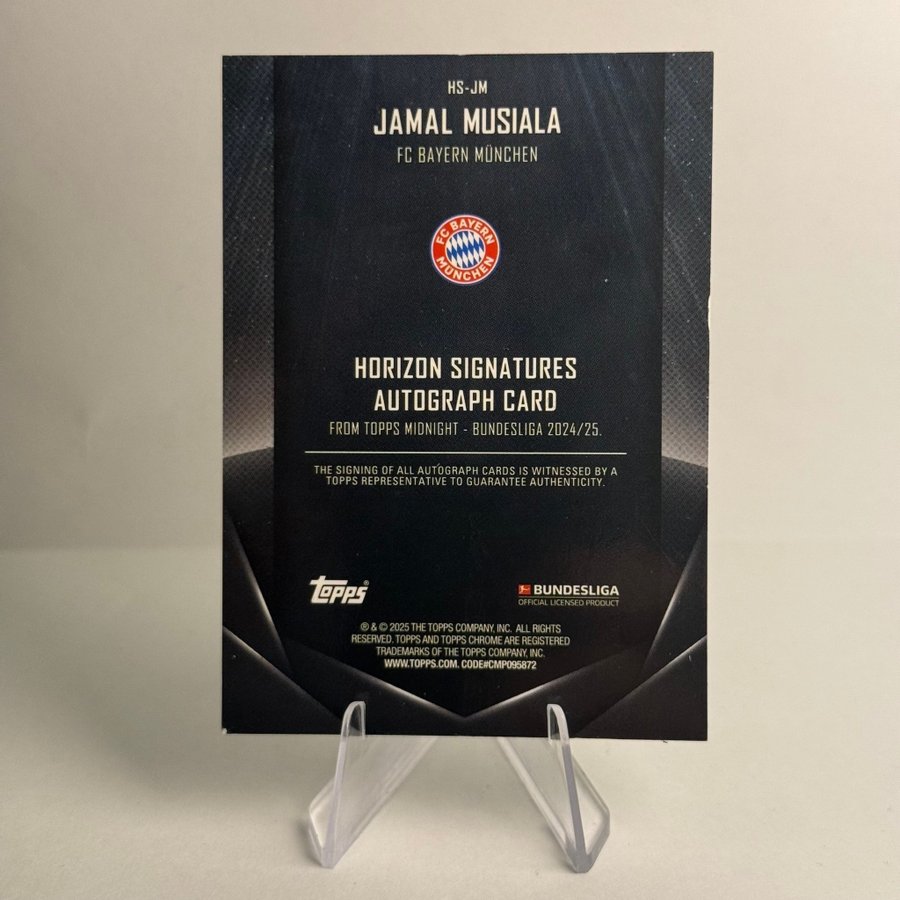 HS-JM
JAMAL MUSIALA
FC BAYERN MÜNCHEN
FC BAYERN
MÜNCHEN
HORIZON SIGNATURES
AUTOGRAPH CARD
FROM TOPPS MIDNIGHT - BUNDESLIGA 2024/25.
THE SIGNING OF ALL AUTOGRAPH CARDS IS WITNESSED BY A
TOPPS REPRESENTATIVE TO GUARANTEE AUTHENTICITY.
topps®
BUNDESLIGA
OFFICIAL LICENSED PRODUCT
® & © 2025 THE TOPPS COMPANY, INC. ALL RIGHTS
RESERVED. TOPPS AND TOPPS CHROME ARE REGISTERED
TRADEMARKS OF THE TOPPS COMPANY, INC.
WWW.TOPPS.COM. CODE#CMP095872